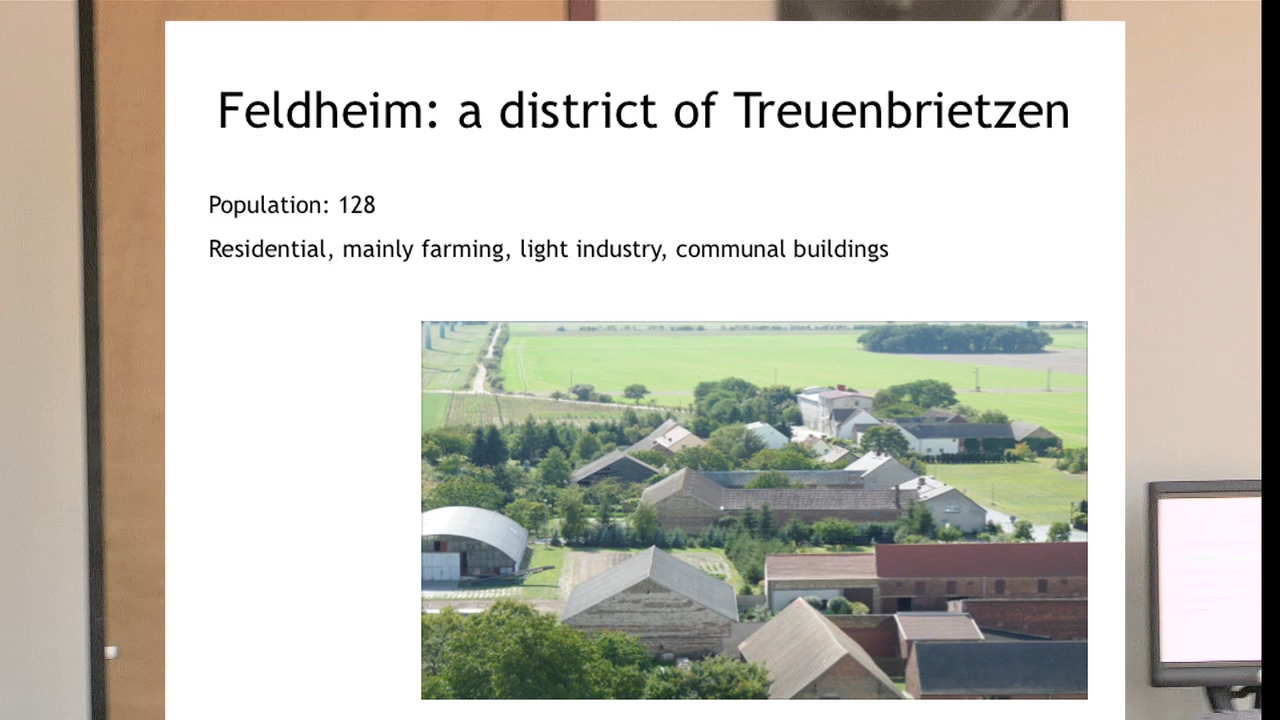 Feldheim: a district of Treuenbrietzen
Population: 128
Residential, mainly farming, light industry, communal buildings